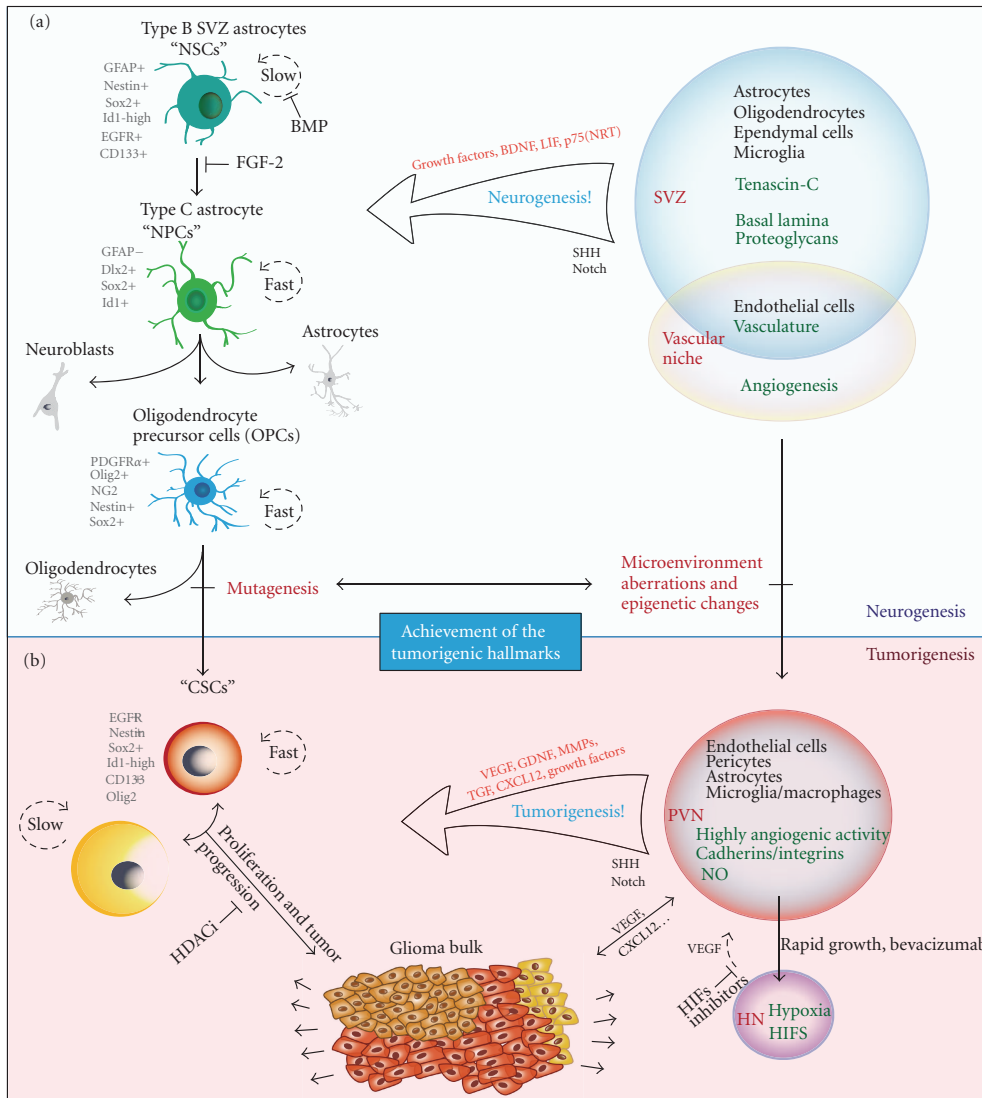 (a)
Type B SVZ astrocytes
“NSCs”
GFAP+
Nestin+
Sox2+
Id1-high
EGFR+
CD133+
Slow
BMP
FGF-2
Type C astrocyte
“NPCs”
GFAP−
Dlx2+
Sox2+
Id1+
Fast
Neuroblasts
Astrocytes
Oligodendrocyte
precursor cells (OPCs)
PDGFRα+
Olig2+
NG2
Nestin+
Sox2+
Fast
Oligodendrocytes
Mutagenesis
Growth factors, BDNF, LIF, p75(NRT)
Neurogenesis!
SHH
Notch
Astrocytes
Oligodendrocytes
Ependymal cells
Microglia
Tenascin-C
SVZ
Basal lamina
Proteoglycans
Endothelial cells
Vasculature
Vascular
niche
Angiogenesis
Microenvironment
aberrations and
epigenetic changes
Neurogenesis
Achievement of the
tumorigenic hallmarks
(b)
Tumorigenesis
“CSCs”
EGFR
Nestin
Sox2+
Id1-high
CD133
Olig2
Fast
Slow
Proliferation and tumor
progression
HDACi
VEGF, GDNF, MMPs,
TGF, CXCL12, growth factors
Tumorigenesis!
SHH
Notch
Endothelial cells
Pericytes
Astrocytes
Microglia/macrophages
PVN
Highly angiogenic activity
Cadherins/integrins
NO
VEGF,
CXCL12...
Glioma bulk
Rapid growth, bevacizumab
VEGF
HIFs
inhibitors
HN
Hypoxia
HIFS